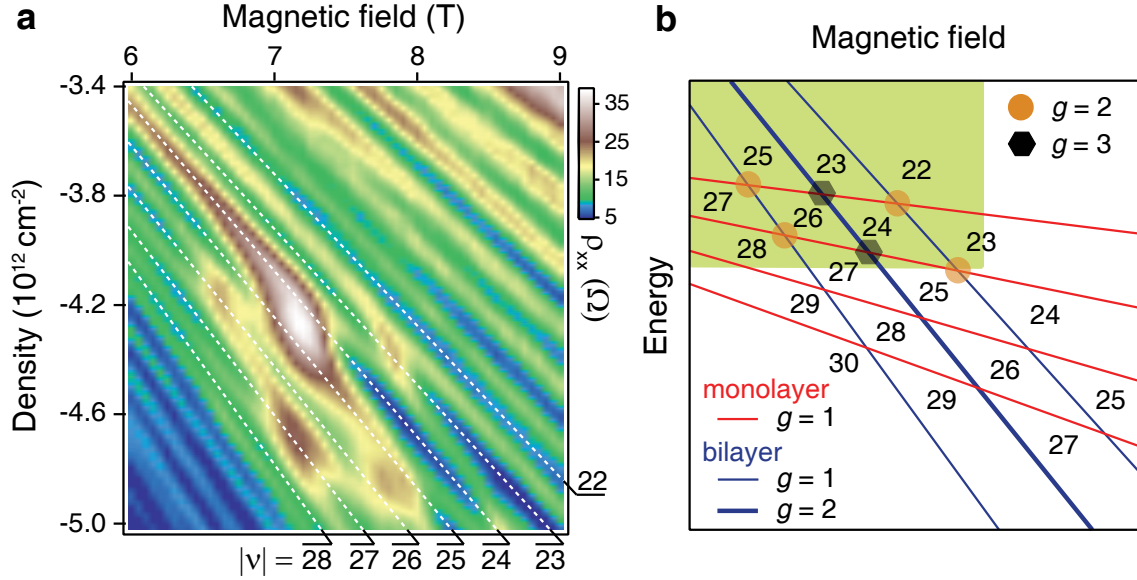 a
Magnetic field (T)
6 7 8 9
-3.4
-3.8
-4.2
-4.6
-5.0
Density (10¹² cm⁻²)
35
25
15
5
ρxx (Ω)
22
|ν| = 28 27 26 25 24 23
b
Magnetic field
Energy
g = 2
g = 3
25 23 22
27 26 24 23
28 27 25 24
29 28 26 25
30 29 27
monolayer
g = 1
bilayer
g = 1
g = 2